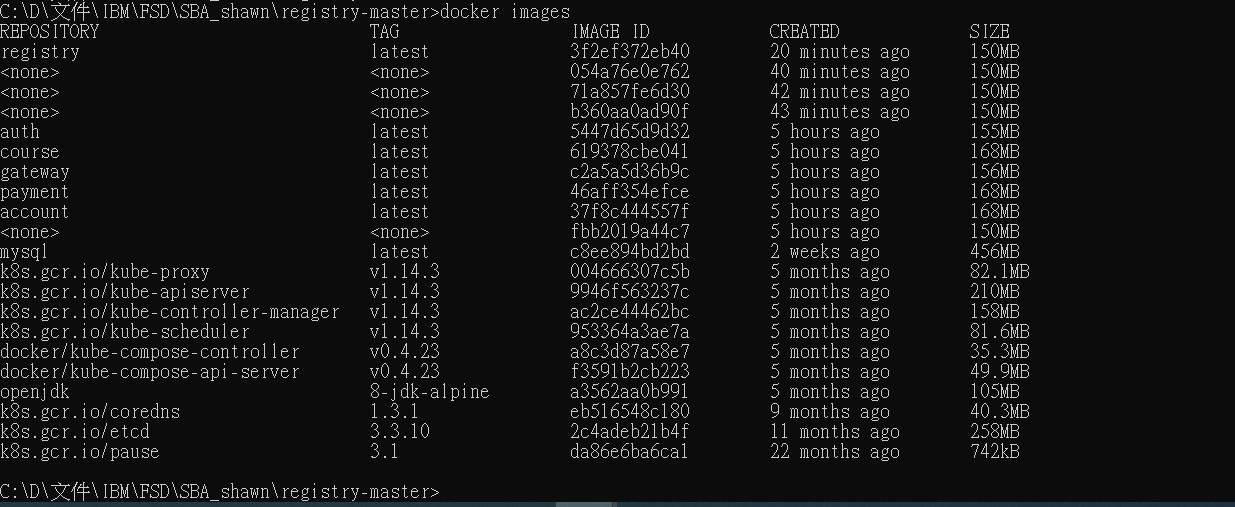 C:\D\文件\IBM\FSD\SBA_shawn\registry-master>docker images
REPOSITORY TAG IMAGE ID CREATED SIZE
registry latest 3f2ef372eb40 20 minutes ago 150MB
<none> <none> 054a76e0e762 40 minutes ago 150MB
<none> <none> 71a857fe6d30 42 minutes ago 150MB
<none> <none> b360aa0ad90f 43 minutes ago 150MB
auth latest 5447d65d9d32 5 hours ago 155MB
course latest 619378cbe041 5 hours ago 168MB
gateway latest c2a5a5d36b9c 5 hours ago 156MB
payment latest 46aff354efce 5 hours ago 168MB
account latest 37f8c444557f 5 hours ago 168MB
<none> <none> fbb2019a44c7 5 hours ago 150MB
mysql latest c8ee894bd2bd 2 weeks ago 456MB
k8s.gcr.io/kube-proxy v1.14.3 004666307c5b 5 months ago 82.1MB
k8s.gcr.io/kube-apiserver v1.14.3 9946f563237c 5 months ago 210MB
k8s.gcr.io/kube-controller-manager v1.14.3 ac2ce44462bc 5 months ago 158MB
k8s.gcr.io/kube-scheduler v1.14.3 953364a3ae7a 5 months ago 81.6MB
docker/kube-compose-controller v0.4.23 a8c3d87a58e7 5 months ago 35.3MB
docker/kube-compose-api-server v0.4.23 f3591b2cb223 5 months ago 49.9MB
openjdk 8-jdk-alpine a3562aa0b991 5 months ago 105MB
k8s.gcr.io/coredns 1.3.1 eb516548c180 9 months ago 40.3MB
k8s.gcr.io/etcd 3.3.10 2c4adeb21b4f 11 months ago 258MB
k8s.gcr.io/pause 3.1 da86e6ba6ca1 22 months ago 742kB
C:\D\文件\IBM\FSD\SBA_shawn\registry-master>